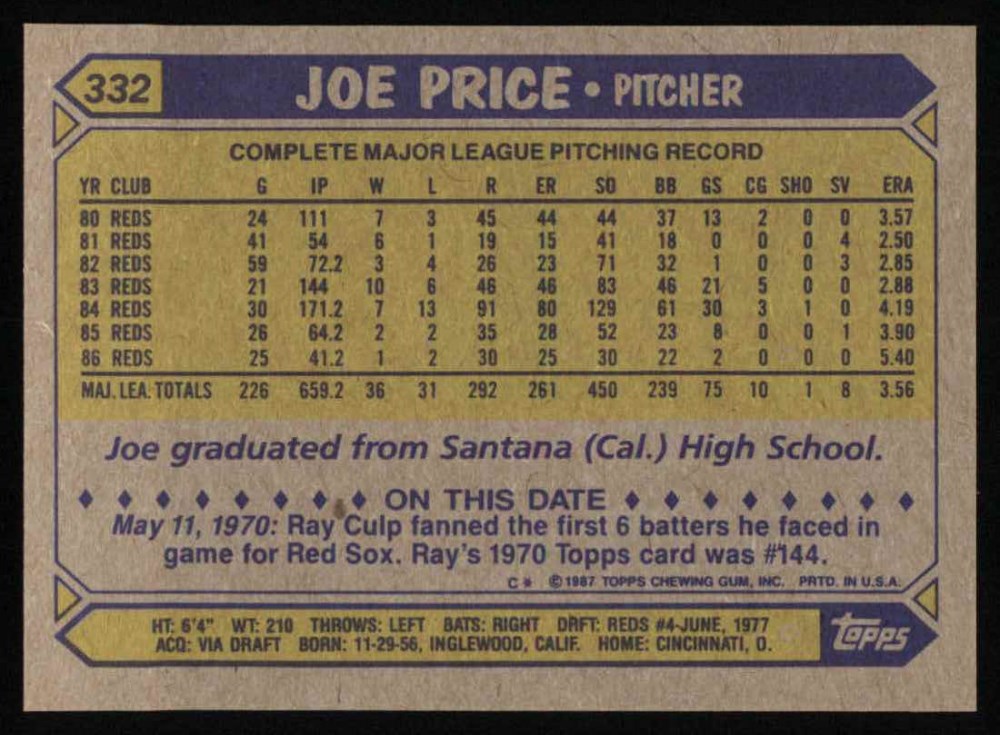 332
JOE PRICE • PITCHER
COMPLETE MAJOR LEAGUE PITCHING RECORD
YR CLUB G IP W L R ER SO BB GS CG SHO SV ERA
80 REDS 24 111 7 3 45 44 44 37 13 2 0 0 3.57
81 REDS 41 54 6 1 19 15 41 18 0 0 0 4 2.50
82 REDS 59 72.2 3 4 26 23 71 32 1 0 0 3 2.85
83 REDS 21 144 10 6 46 46 83 46 21 5 0 0 2.88
84 REDS 30 171.2 7 13 91 80 129 61 30 3 1 0 4.19
85 REDS 26 64.2 2 2 35 28 52 23 8 0 0 1 3.90
86 REDS 25 41.2 1 2 30 25 30 22 2 0 0 0 5.40
MAJ. LEA. TOTALS 226 659.2 36 31 292 261 450 239 75 10 1 8 3.56
Joe graduated from Santana (Cal.) High School.
♦ ♦ ♦ ♦ ♦ ♦ ♦ ♦ ON THIS DATE ♦ ♦ ♦ ♦ ♦ ♦ ♦ ♦
May 11, 1970: Ray Culp fanned the first 6 batters he faced in
game for Red Sox. Ray's 1970 Topps card was #144.
C* ©1987 TOPPS CHEWING GUM, INC. PRTD. IN U.S.A.
HT: 6'4" WT: 210 THROWS: LEFT BATS: RIGHT DRFT: REDS #4-JUNE, 1977
ACQ: VIA DRAFT BORN: 11-29-56, INGLEWOOD, CALIF. HOME: CINCINNATI, O.
topps